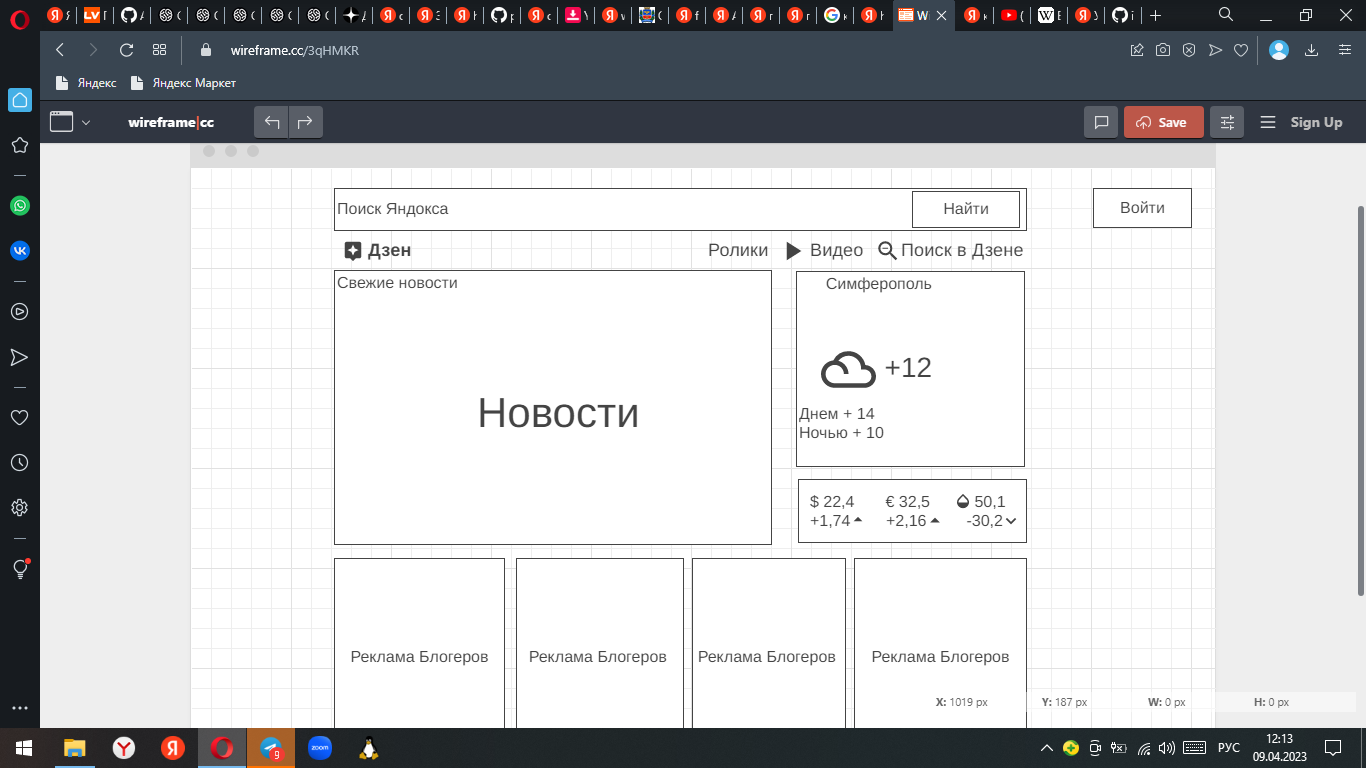 wireframe.cc/3qHMKR
Яндекс
Яндекс Маркет
wireframe|cc
Save
Sign Up
Поиск Яндокса
Найти
Войти
Дзен
Ролики
Видео
Поиск в Дзене
Свежие новости
Новости
Симферополь
+12
Днем + 14
Ночью + 10
$ 22,4
€ 32,5
50,1
+1,74
+2,16
-30,2
Реклама Блогеров
Реклама Блогеров
Реклама Блогеров
Реклама Блогеров
X: 1019 px
Y: 187 px
W: 0 px
H: 0 px
9
zoom
РУС
12:13
09.04.2023